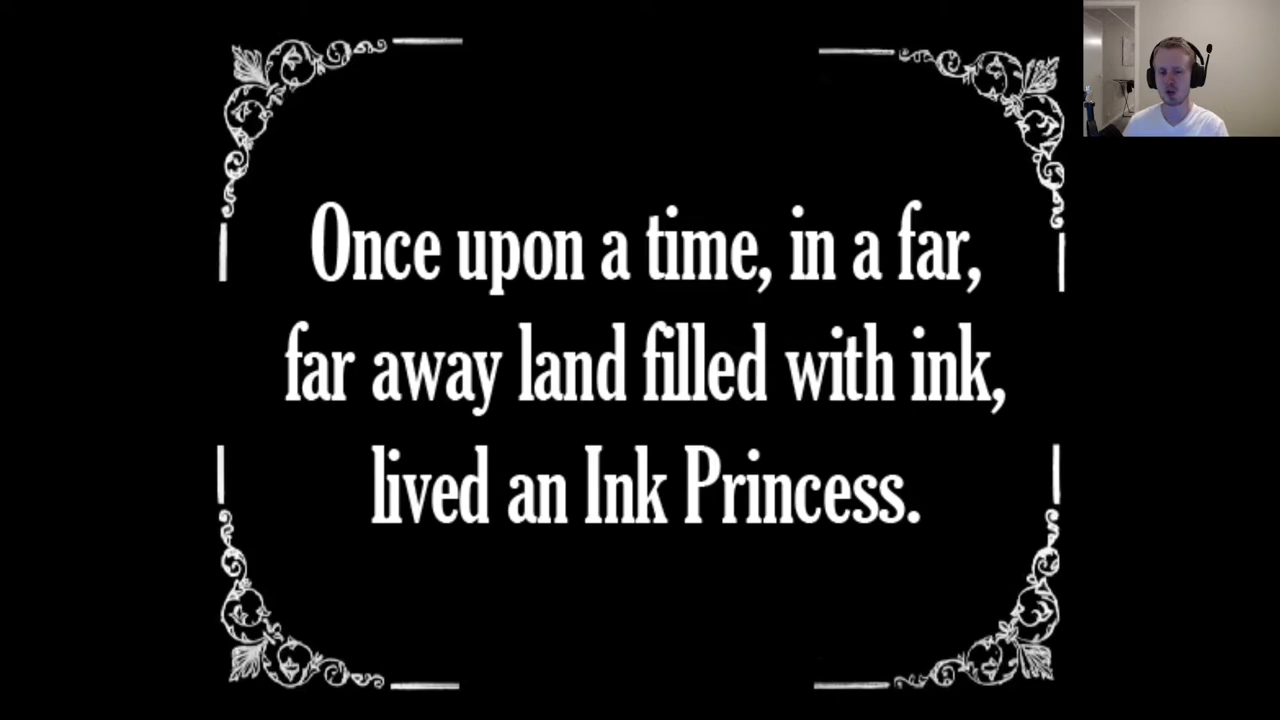 Once upon a time, in a far,
far away land filled with ink,
lived an Ink Princess.